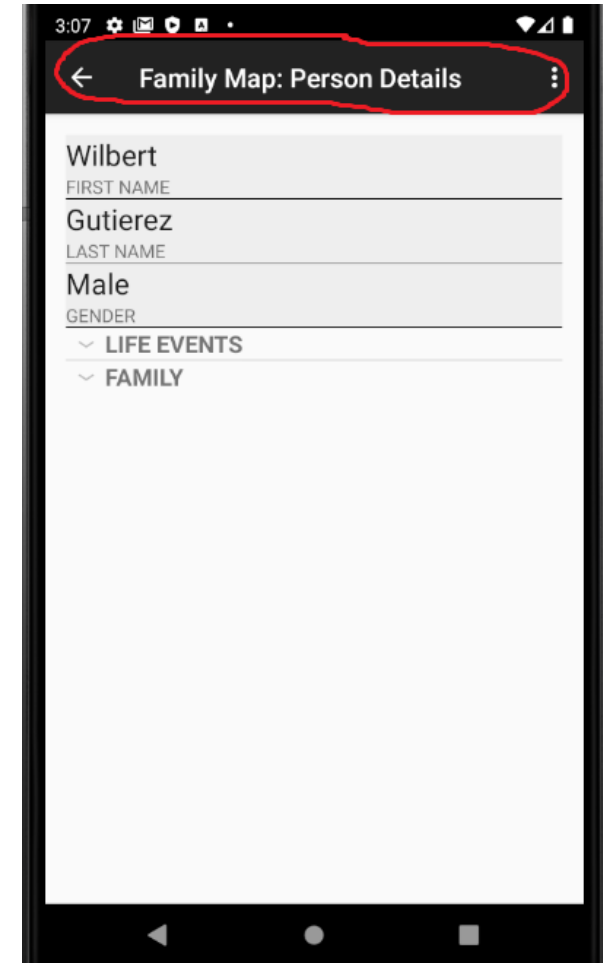 3:07
Family Map: Person Details
Wilbert
FIRST NAME
Gutierez
LAST NAME
Male
GENDER
LIFE EVENTS
FAMILY